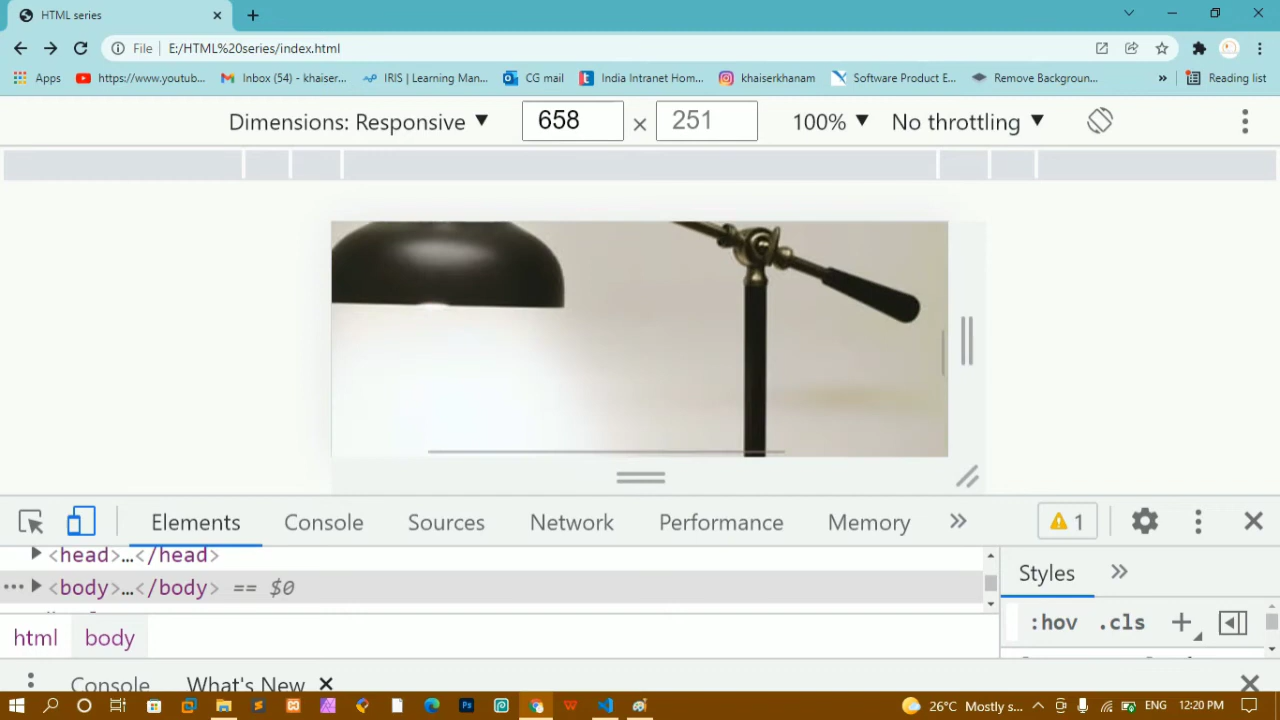 HTML series
File | E:/HTML%20series/index.html
Apps https://www.youtub... Inbox (54) - khaiser... IRIS | Learning Man... CG mail India Intranet Hom... khaiserkhanam Software Product E... Remove Backgroun... » Reading list
Dimensions: Responsive 658 × 251 100% No throttling
Elements Console Sources Network Performance Memory » 1
<head>…</head>
<body>…</body> == $0
Styles »
:hov .cls +
html body
Console What's New
26°C Mostly s... ENG 12:20 PM